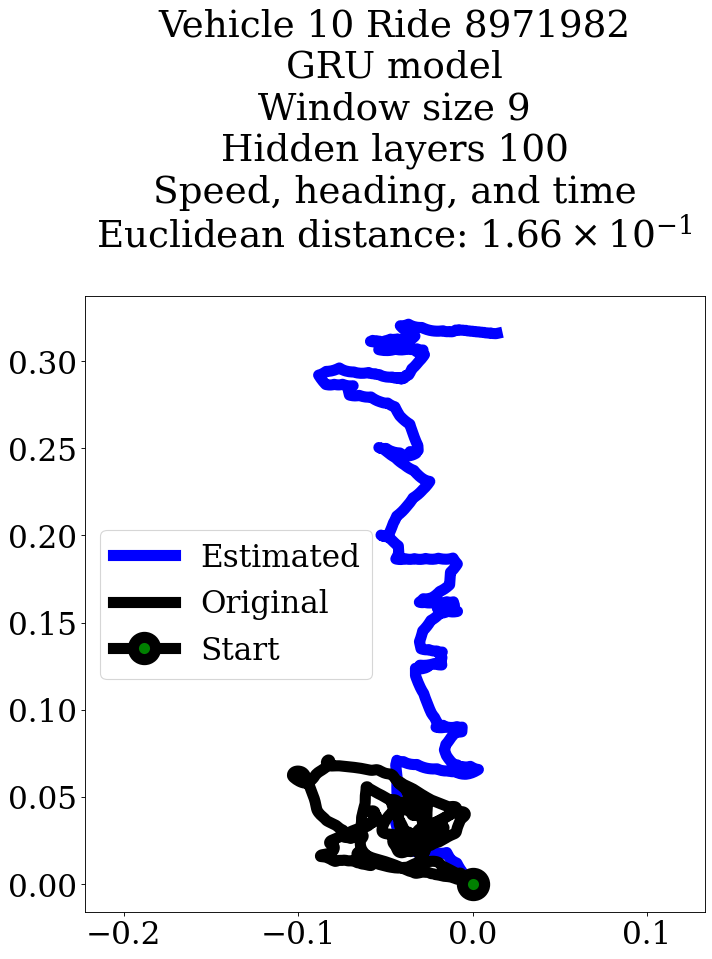 Vehicle 10 Ride 8971982
GRU model
Window size 9
Hidden layers 100
Speed, heading, and time
Euclidean distance: 1.66 × 10⁻¹
0.30
0.25
0.20
0.15
0.10
0.05
0.00
Estimated
Original
Start
−0.2 −0.1 0.0 0.1